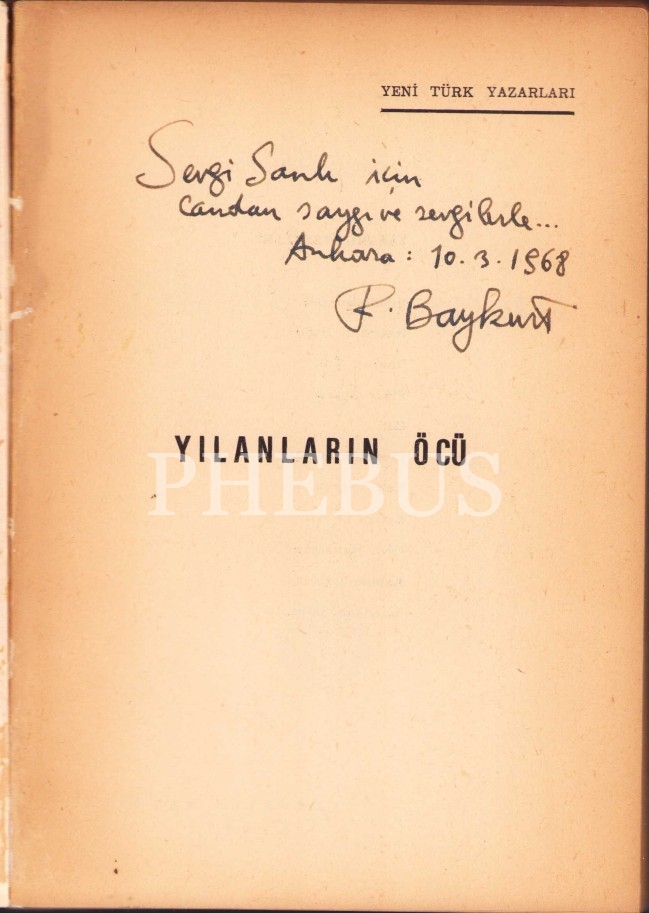 YENİ TÜRK YAZARLARI
Sevgi Sanlı için
candan saygı ve sevgilerle...
Ankara: 10.3.1968
F. Baykurt
YILANLARIN ÖCÜ
PHEBUS